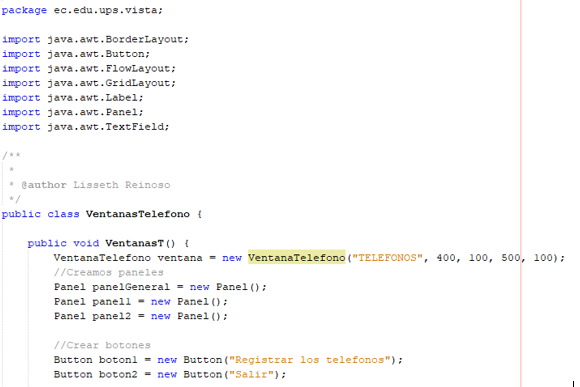 package ec.edu.ups.vista;
import java.awt.BorderLayout;
import java.awt.Button;
import java.awt.FlowLayout;
import java.awt.GridLayout;
import java.awt.Label;
import java.awt.Panel;
import java.awt.TextField;
/**
 *
 * @author Lisseth Reinoso
 */
public class VentanasTelefono {
    public void VentanasT() {
        VentanaTelefono ventana = new VentanaTelefono("TELEFONOS", 400, 100, 500, 100);
        //Creamos paneles
        Panel panelGeneral = new Panel();
        Panel panel1 = new Panel();
        Panel panel2 = new Panel();
        //Crear botones
        Button boton1 = new Button("Registrar los telefonos");
        Button boton2 = new Button("Salir");